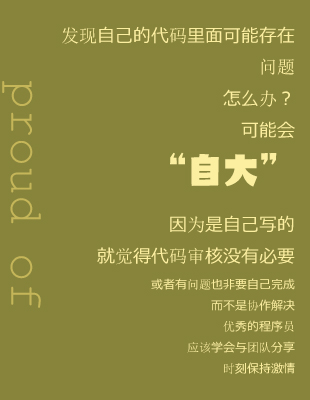 发现自己的代码里面可能存在
问题
怎么办？
可能会
“自大”
因为是自己写的
就觉得代码审核没有必要
或者有问题也非要自己完成
而不是协作解决
优秀的程序员
应该学会与团队分享
时刻保持激情
proud of